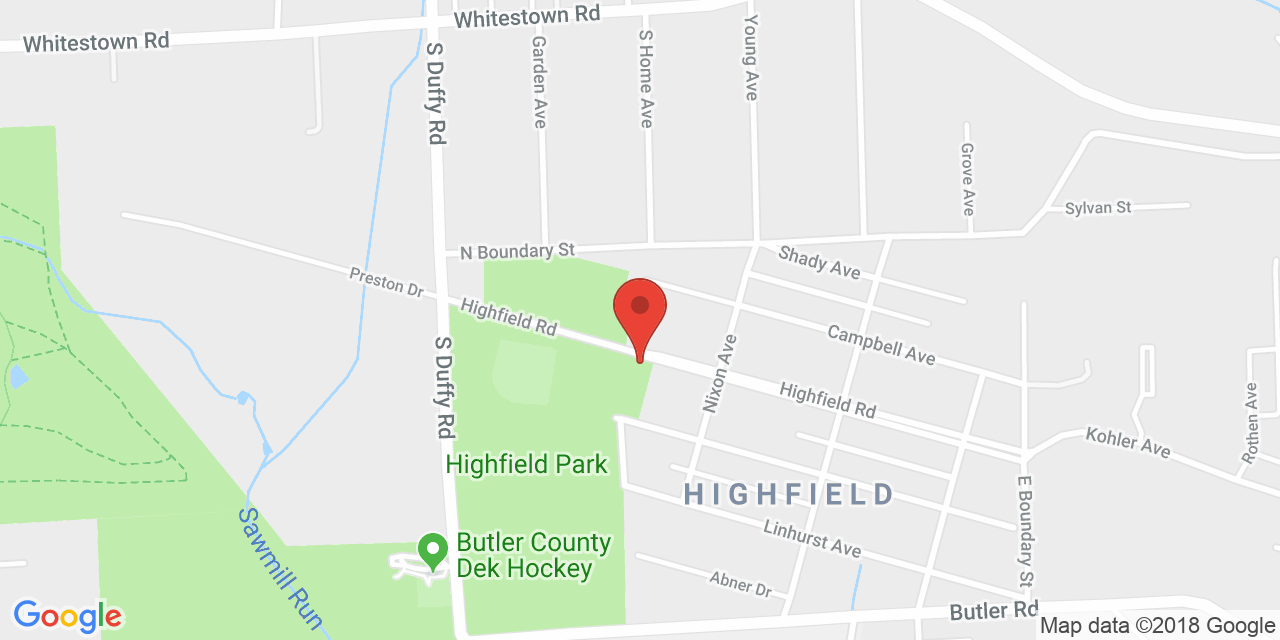 Whitestown Rd
Whitestown Rd
S Duffy Rd
Garden Ave
S Home Ave
Young Ave
Grove Ave
Sylvan St
N Boundary St
Shady Ave
Preston Dr
Highfield Rd
Campbell Ave
S Duffy Rd
Nixon Ave
Highfield Rd
Kohler Ave
Rothen Ave
Highfield Park
HIGHFIELD
E Boundary St
Linhurst Ave
Sawmill Run
Butler County
Dek Hockey
Abner Dr
Butler Rd
Google
Map data ©2018 Google